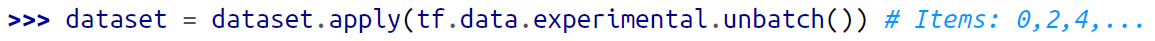 >>> dataset = dataset.apply(tf.data.experimental.unbatch()) # Items: 0,2,4,...